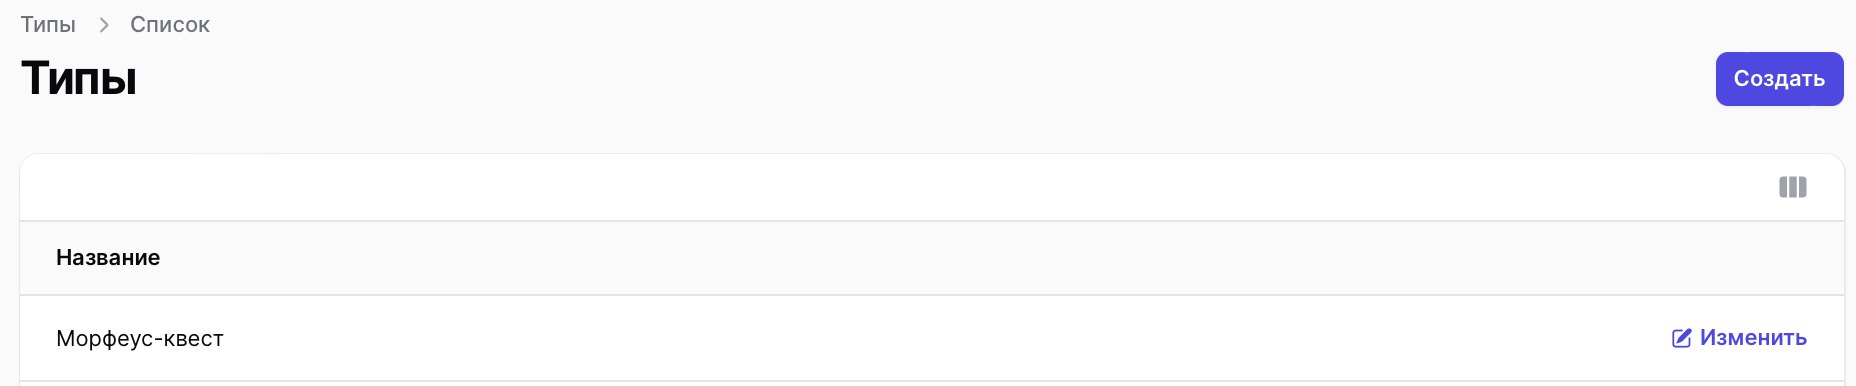 Типы > Список
Типы
Создать
Название
Морфеус-квест
Изменить